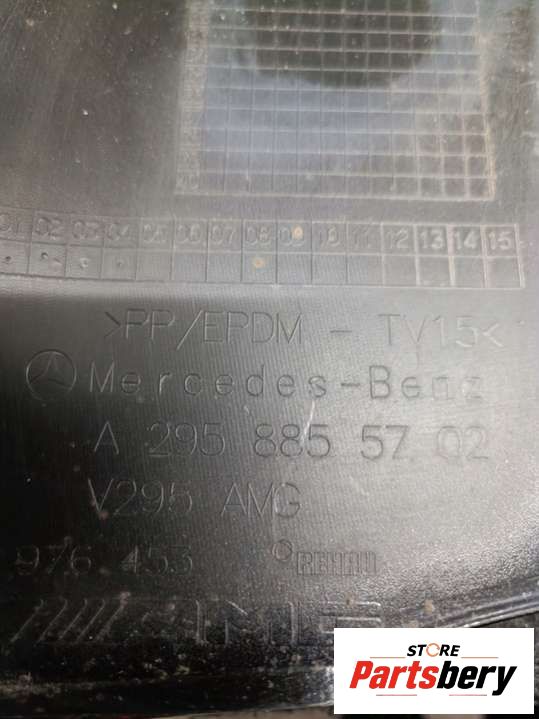 01 02 03 04 05 06 07 08 09 10 11 12 13 14 15
>PP/EPDM - TV15<
Mercedes-Benz
A 295 885 57 02
V295 AMG
976 453 REHAU
AMG
STORE
Partsbery